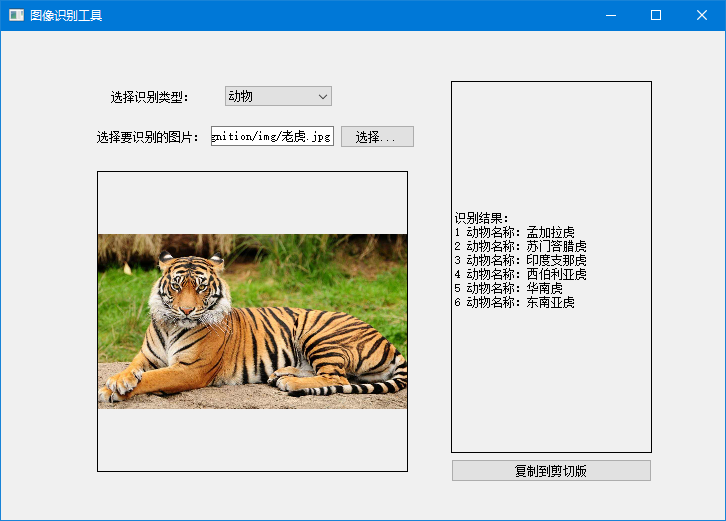 图像识别工具
选择识别类型：
动物
选择要识别的图片：
gnition/img/老虎.jpg
选择...
识别结果：
1 动物名称：孟加拉虎
2 动物名称：苏门答腊虎
3 动物名称：印度支那虎
4 动物名称：西伯利亚虎
5 动物名称：华南虎
6 动物名称：东南亚虎
复制到剪切版